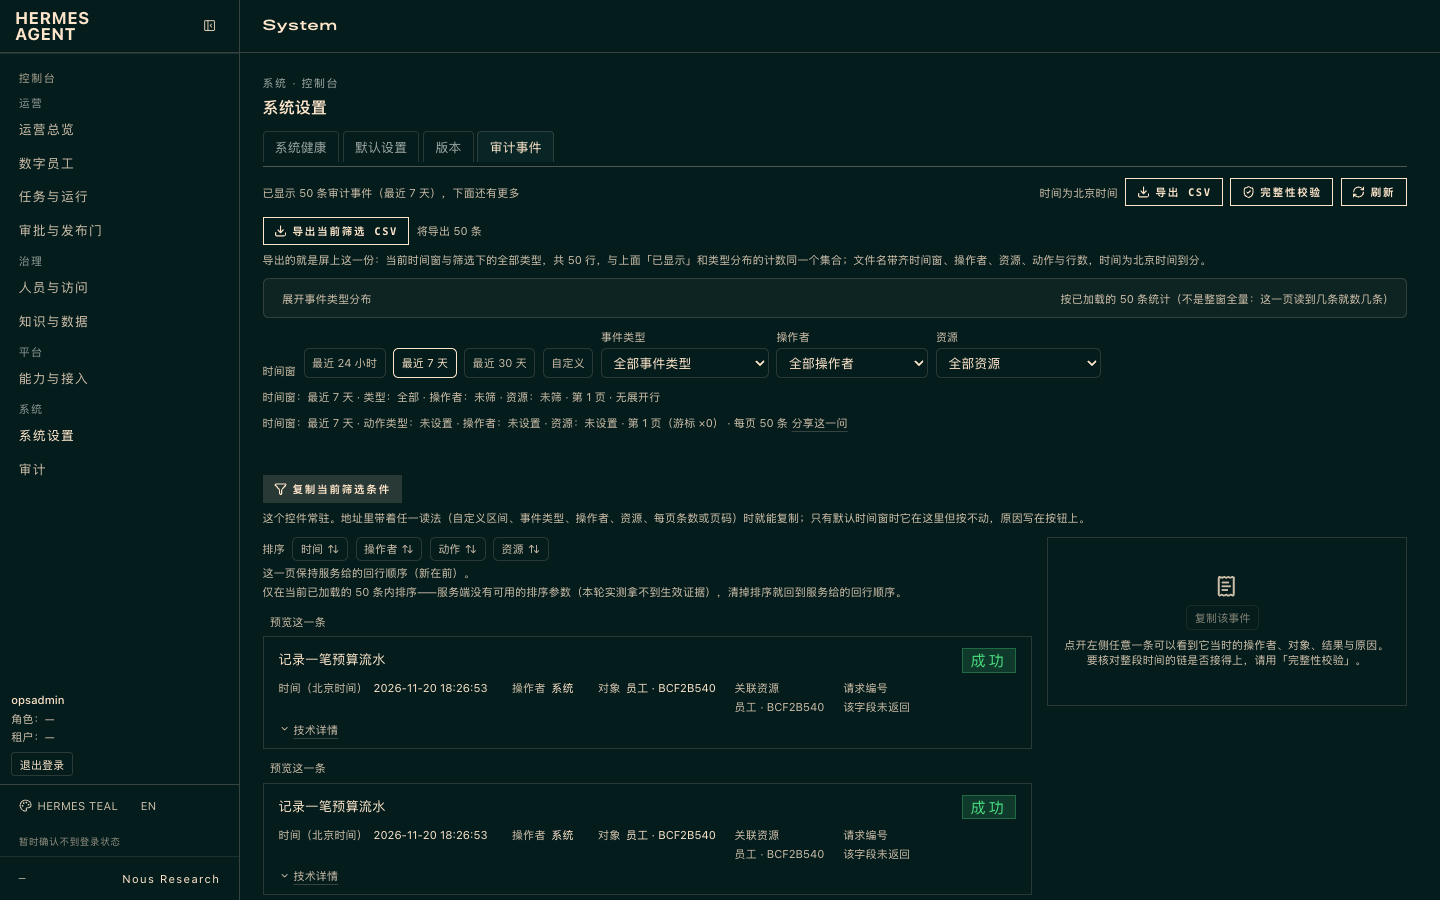 HERMES
AGENT
System
控制台
运营
运营总览
数字员工
任务与运行
审批与发布门
治理
人员与访问
知识与数据
平台
能力与接入
系统
系统设置
审计
opsadmin
角色： —
租户： —
退出登录
HERMES TEAL EN
暂时确认不到登录状态
— Nous Research
系统 · 控制台
系统设置
系统健康 默认设置 版本 审计事件
已显示 50 条审计事件（最近 7 天），下面还有更多
时间为北京时间 导出 CSV 完整性校验 刷新
导出当前筛选 CSV 将导出 50 条
导出的就是屏上这一份：当前时间窗与筛选下的全部类型，共 50 行，与上面「已显示」和类型分布的计数同一个集合；文件名带齐时间窗、操作者、资源、动作与行数，时间为北京时间到分。
展开事件类型分布 按已加载的 50 条统计（不是整窗全量：这一页读到几条就数几条）
事件类型 操作者 资源
时间窗 最近 24 小时 最近 7 天 最近 30 天 自定义 全部事件类型 全部操作者 全部资源
时间窗：最近 7 天 · 类型：全部 · 操作者：未筛 · 资源：未筛 · 第 1 页 · 无展开行
时间窗：最近 7 天 · 动作类型：未设置 · 操作者：未设置 · 资源：未设置 · 第 1 页（游标 ×0） · 每页 50 条 分享这一问
复制当前筛选条件
这个控件常驻。地址里带着任一读法（自定义区间、事件类型、操作者、资源、每页条数或页码）时就能复制；只有默认时间窗时它在这里但按不动，原因写在按钮上。
排序 时间 ⇅ 操作者 ⇅ 动作 ⇅ 资源 ⇅
这一页保持服务给的回行顺序（新在前）。
仅在当前已加载的 50 条内排序——服务端没有可用的排序参数（本轮实测拿不到生效证据），清掉排序就回到服务给的回行顺序。
预览这一条
记录一笔预算流水 成功
时间（北京时间） 2026-11-20 18:26:53 操作者 系统 对象 员工 · BCF2B540 关联资源 请求编号
员工 · BCF2B540 该字段未返回
技术详情
预览这一条
记录一笔预算流水 成功
时间（北京时间） 2026-11-20 18:26:53 操作者 系统 对象 员工 · BCF2B540 关联资源 请求编号
员工 · BCF2B540 该字段未返回
技术详情
复制该事件
点开左侧任意一条可以看到它当时的操作者、对象、结果与原因。
要核对整段时间的链是否接得上，请用「完整性校验」。